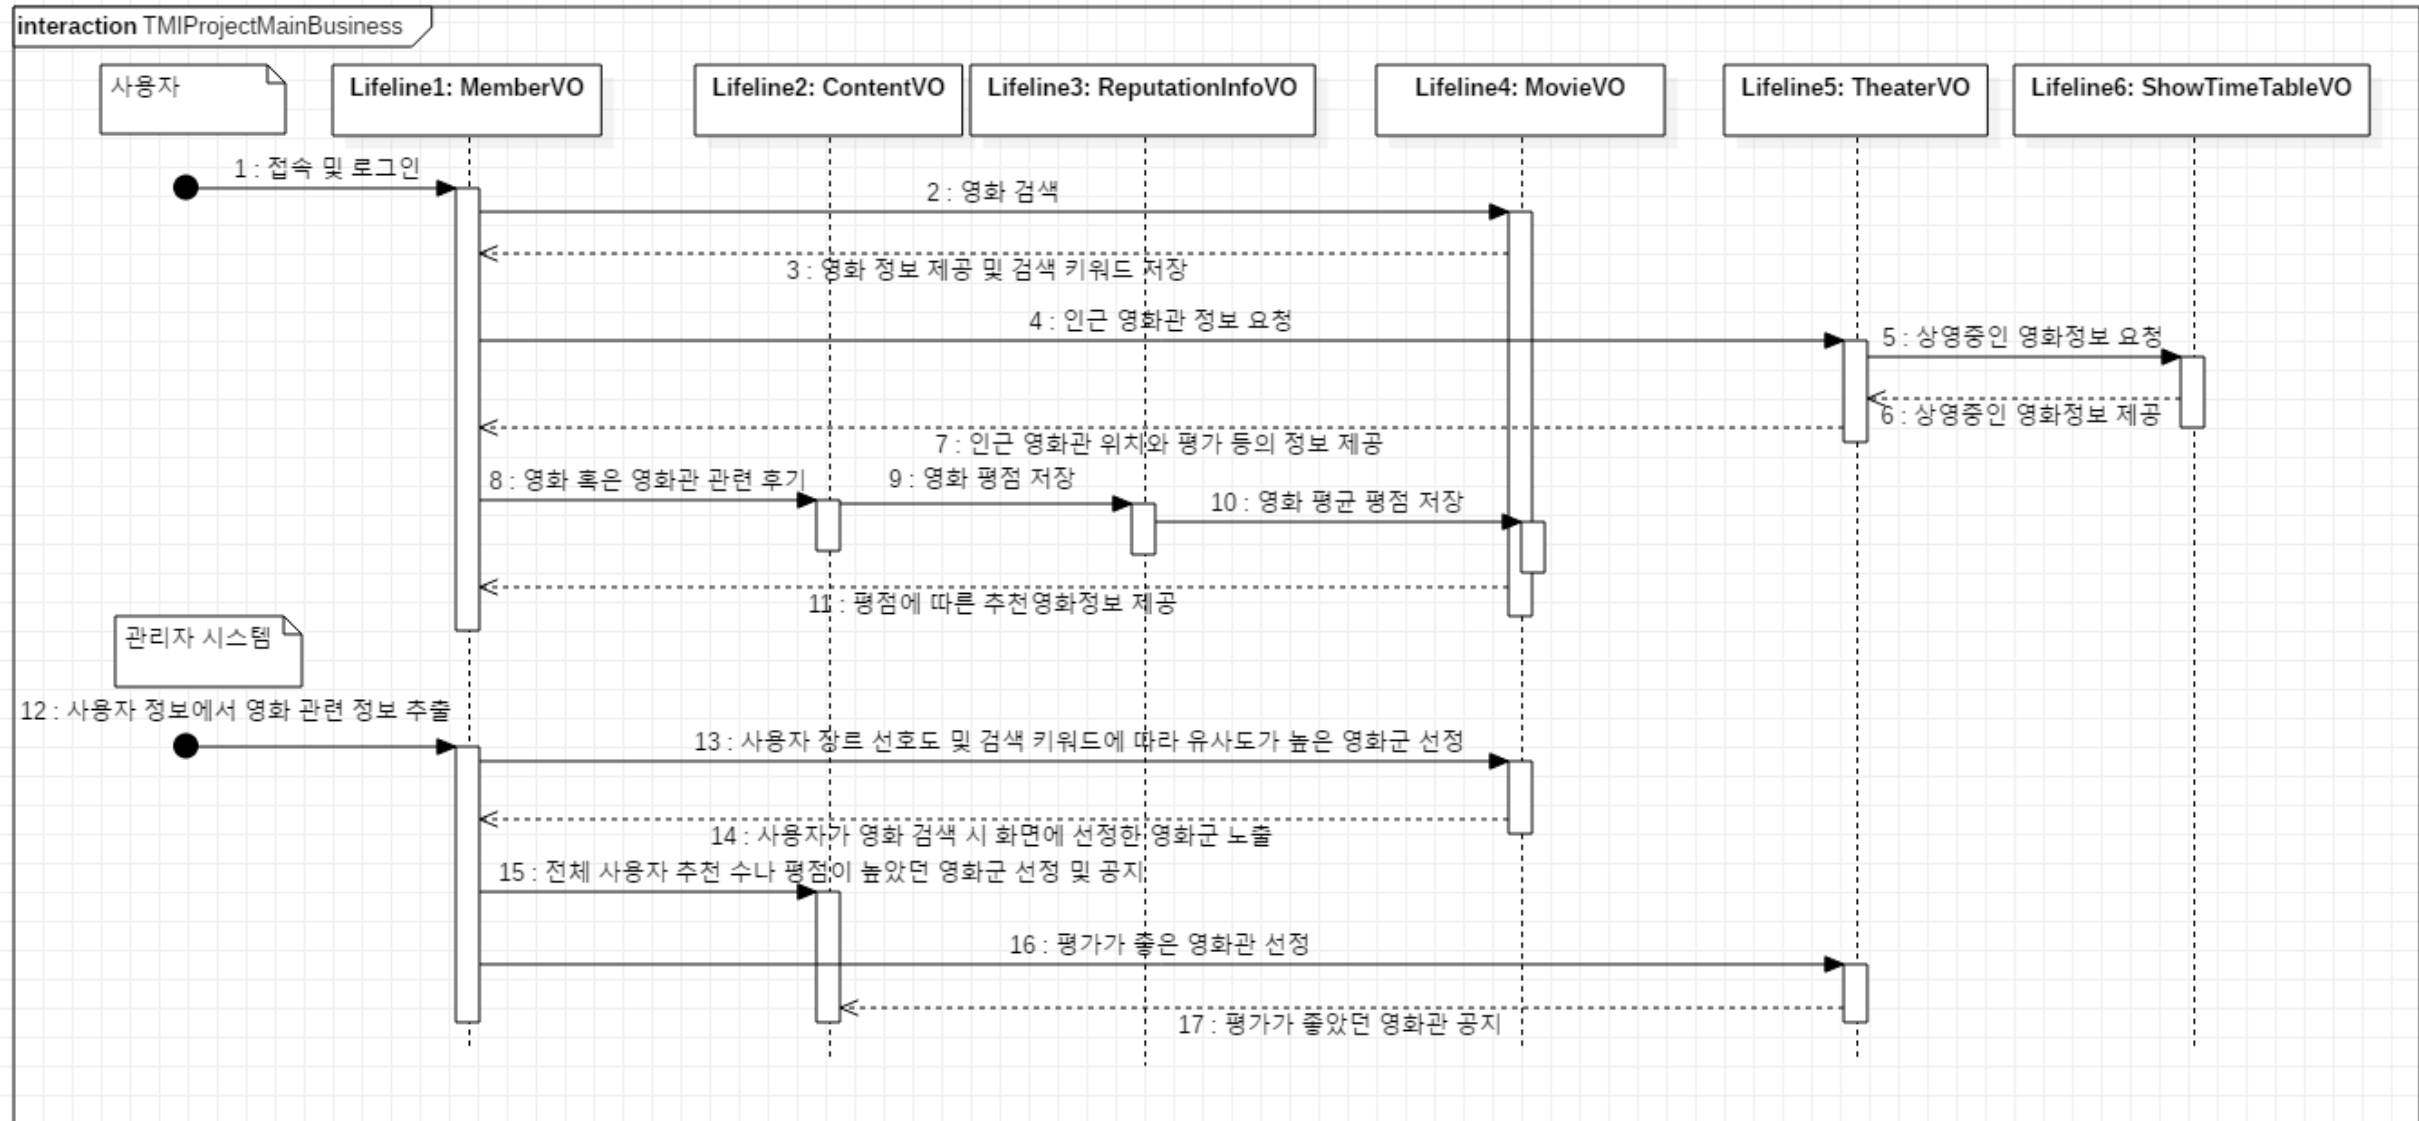 interaction TMIProjectMainBusiness
사용자
Lifeline1: MemberVO
Lifeline2: ContentVO
Lifeline3: ReputationInfoVO
Lifeline4: MovieVO
Lifeline5: TheaterVO
Lifeline6: ShowTimeTableVO
1 : 접속 및 로그인
2 : 영화 검색
3 : 영화 정보 제공 및 검색 키워드 저장
4 : 인근 영화관 정보 요청
5 : 상영중인 영화정보 요청
6 : 상영중인 영화정보 제공
7 : 인근 영화관 위치와 평가 등의 정보 제공
8 : 영화 혹은 영화관 관련 후기
9 : 영화 평점 저장
10 : 영화 평균 평점 저장
11 : 평점에 따른 추천영화정보 제공
관리자 시스템
12 : 사용자 정보에서 영화 관련 정보 추출
13 : 사용자 장르 선호도 및 검색 키워드에 따라 유사도가 높은 영화군 선정
14 : 사용자가 영화 검색 시 화면에 선정한 영화군 노출
15 : 전체 사용자 추천 수나 평점이 높았던 영화군 선정 및 공지
16 : 평가가 좋은 영화관 선정
17 : 평가가 좋았던 영화관 공지